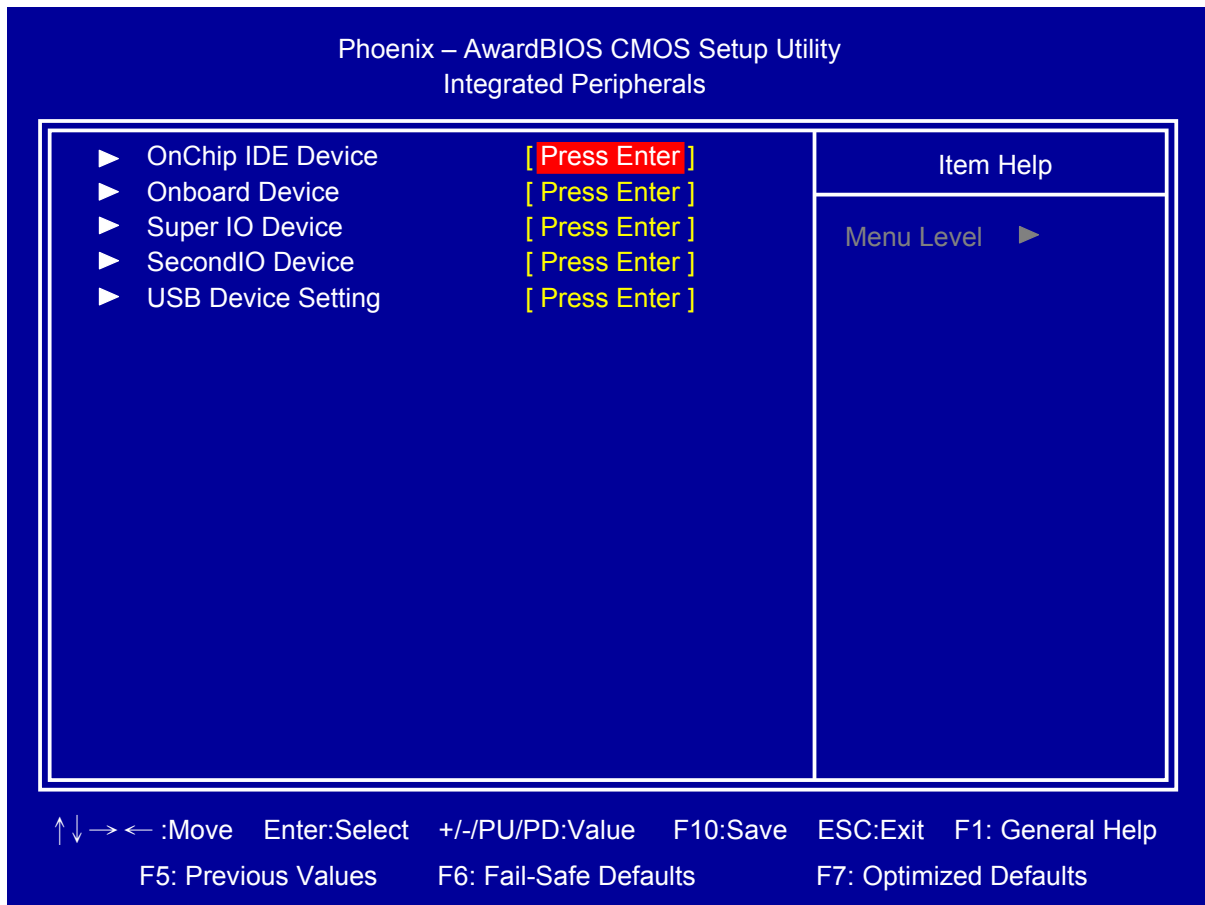 Phoenix – AwardBIOS CMOS Setup Utility
Integrated Peripherals
► OnChip IDE Device [ Press Enter ]
► Onboard Device [ Press Enter ]
► Super IO Device [ Press Enter ]
► SecondIO Device [ Press Enter ]
► USB Device Setting [ Press Enter ]
Item Help
Menu Level ►
↑↓→← :Move Enter:Select +/-/PU/PD:Value F10:Save ESC:Exit F1: General Help
F5: Previous Values F6: Fail-Safe Defaults F7: Optimized Defaults